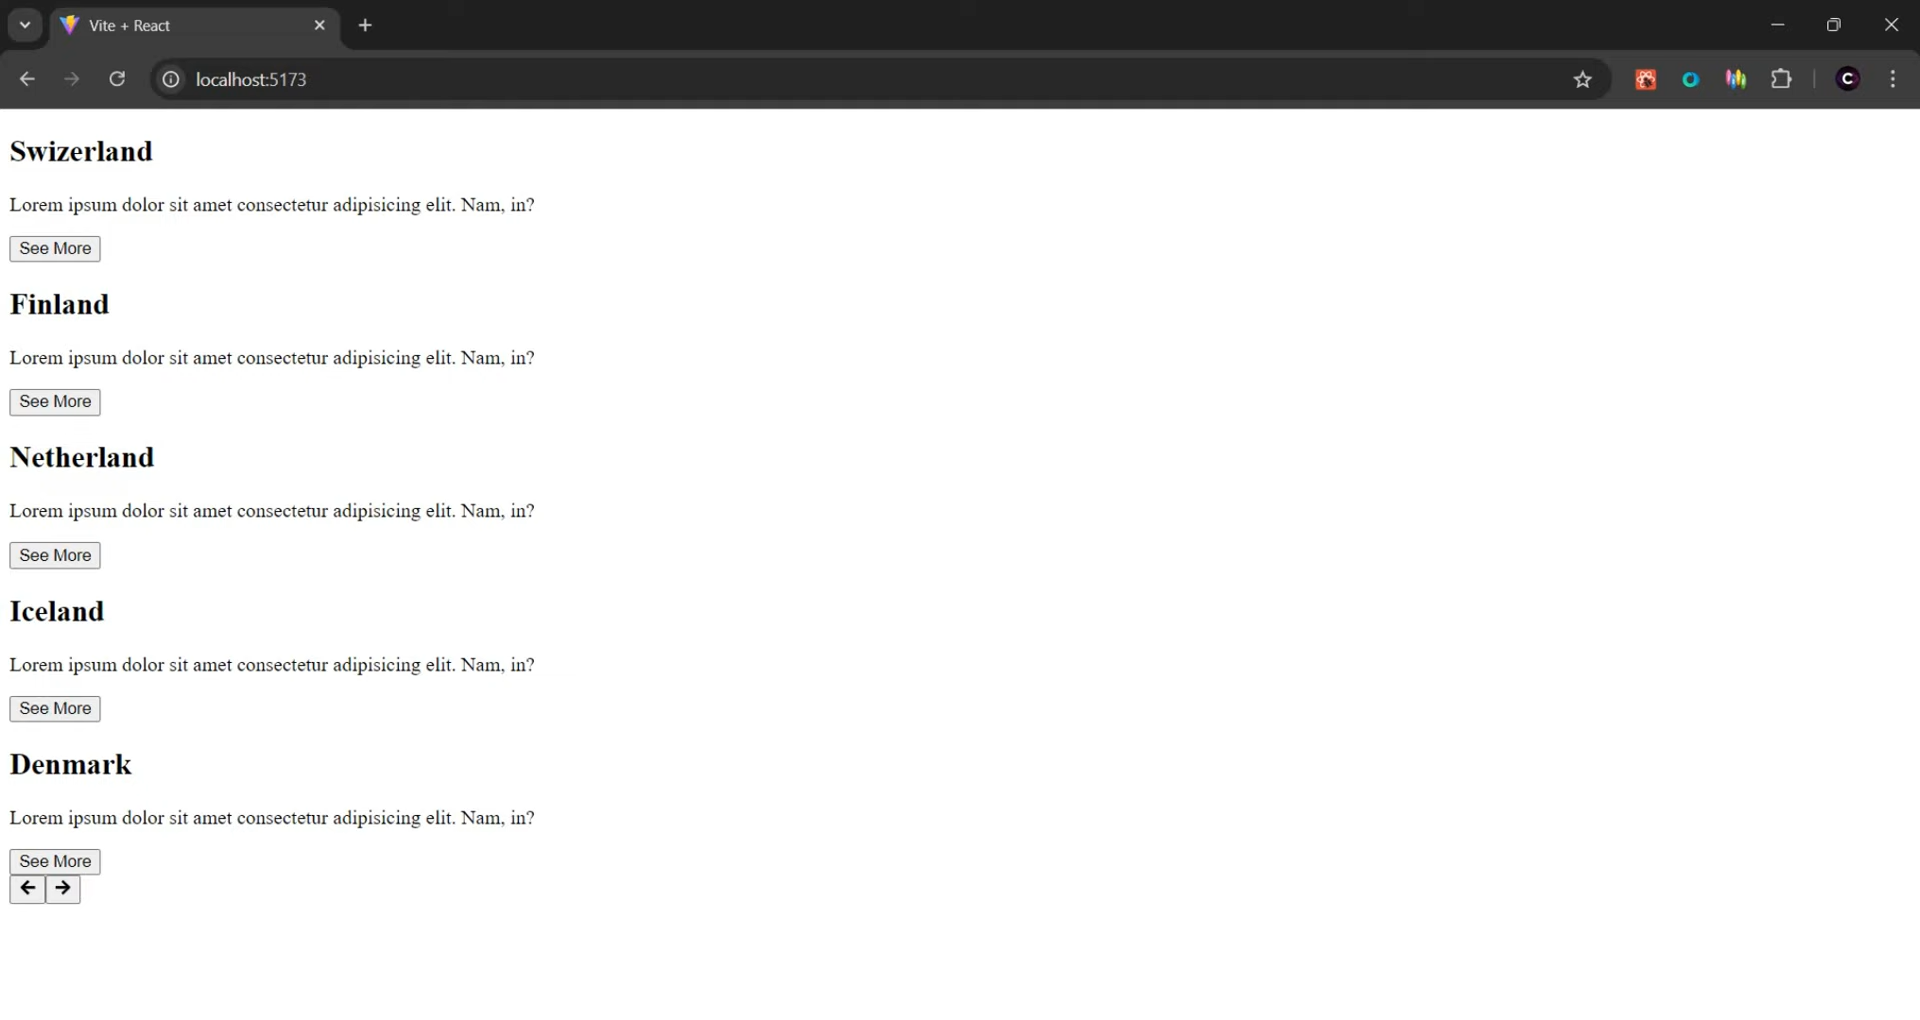 Vite + React
localhost:5173
C
Swizerland
Lorem ipsum dolor sit amet consectetur adipisicing elit. Nam, in?
See More
Finland
Lorem ipsum dolor sit amet consectetur adipisicing elit. Nam, in?
See More
Netherland
Lorem ipsum dolor sit amet consectetur adipisicing elit. Nam, in?
See More
Iceland
Lorem ipsum dolor sit amet consectetur adipisicing elit. Nam, in?
See More
Denmark
Lorem ipsum dolor sit amet consectetur adipisicing elit. Nam, in?
See More